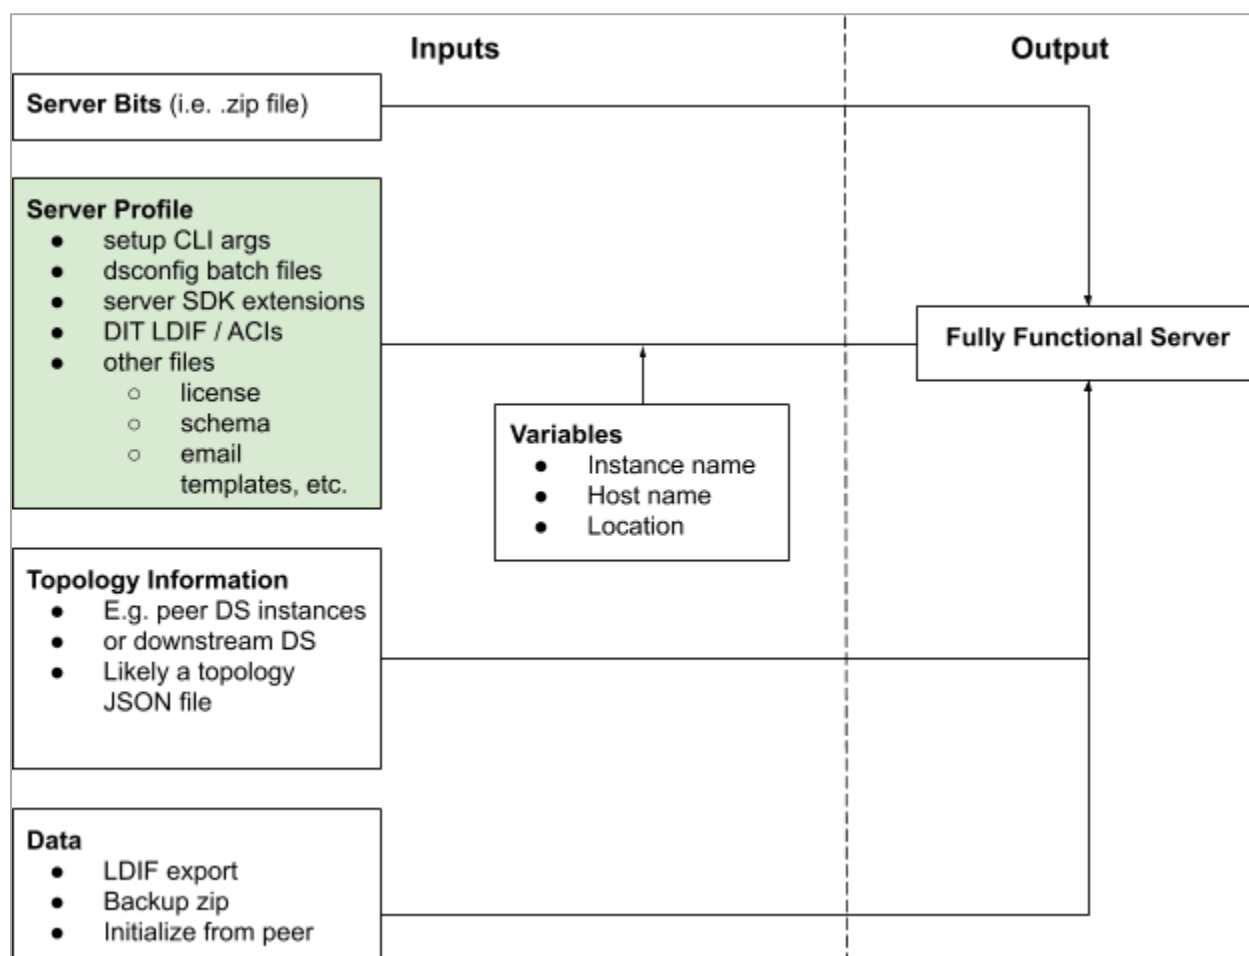 Inputs
Output
Server Bits (i.e. .zip file)
Server Profile
● setup CLI args
● dsconfig batch files
● server SDK extensions
● DIT LDIF / ACIs
● other files
○ license
○ schema
○ email
templates, etc.
Fully Functional Server
Variables
● Instance name
● Host name
● Location
Topology Information
● E.g. peer DS instances
● or downstream DS
● Likely a topology
JSON file
Data
● LDIF export
● Backup zip
● Initialize from peer